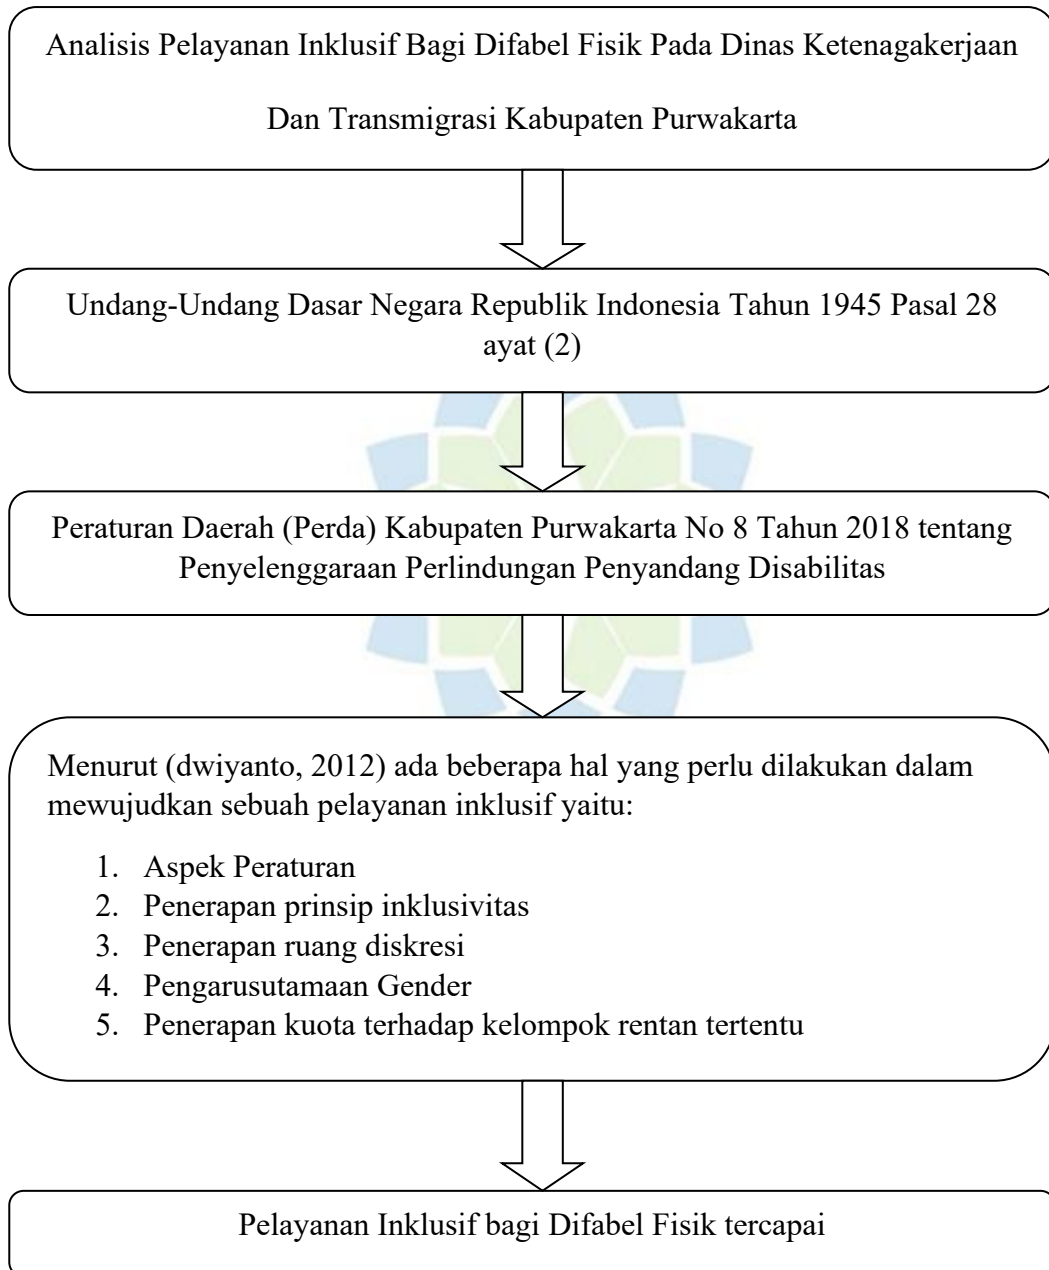 Analisis Pelayanan Inklusif Bagi Difabel Fisik Pada Dinas Ketenagakerjaan
Dan Transmigrasi Kabupaten Purwakarta
Undang-Undang Dasar Negara Republik Indonesia Tahun 1945 Pasal 28
ayat (2)
Peraturan Daerah (Perda) Kabupaten Purwakarta No 8 Tahun 2018 tentang
Penyelenggaraan Perlindungan Penyandang Disabilitas
Menurut (dwiyanto, 2012) ada beberapa hal yang perlu dilakukan dalam
mewujudkan sebuah pelayanan inklusif yaitu:
1. Aspek Peraturan
2. Penerapan prinsip inklusivitas
3. Penerapan ruang diskresi
4. Pengarusutamaan Gender
5. Penerapan kuota terhadap kelompok rentan tertentu
Pelayanan Inklusif bagi Difabel Fisik tercapai